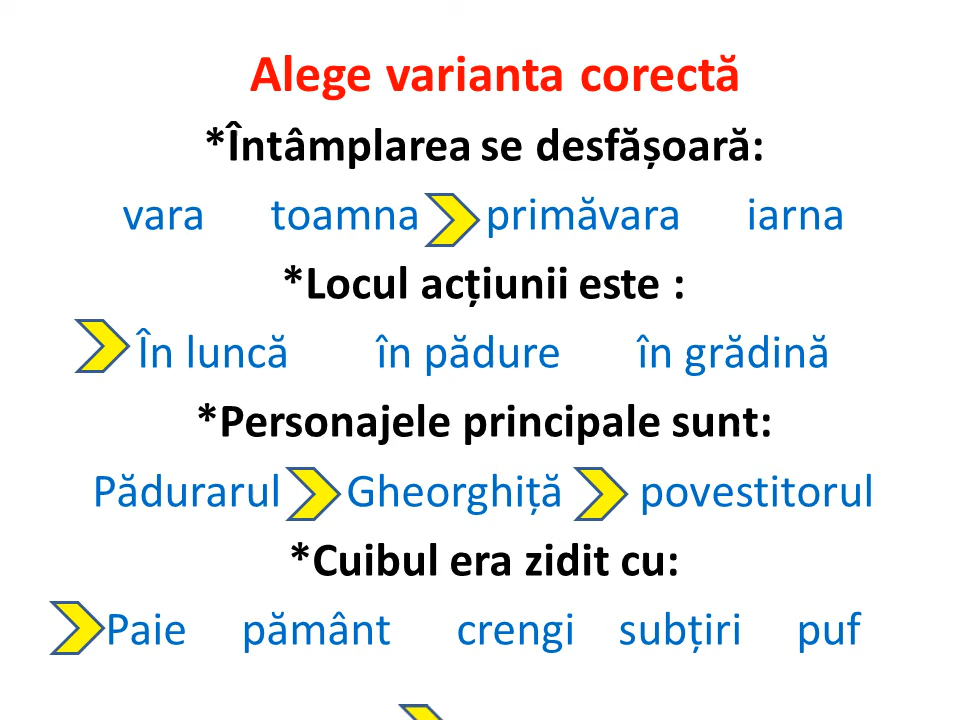 Alege varianta corectă
*Întâmplarea se desfășoară:
vara toamna primăvara iarna
*Locul acțiunii este :
În luncă în pădure în grădină
*Personajele principale sunt:
Pădurarul Gheorghiță povestitorul
*Cuibul era zidit cu:
Paie pământ crengi subțiri puf